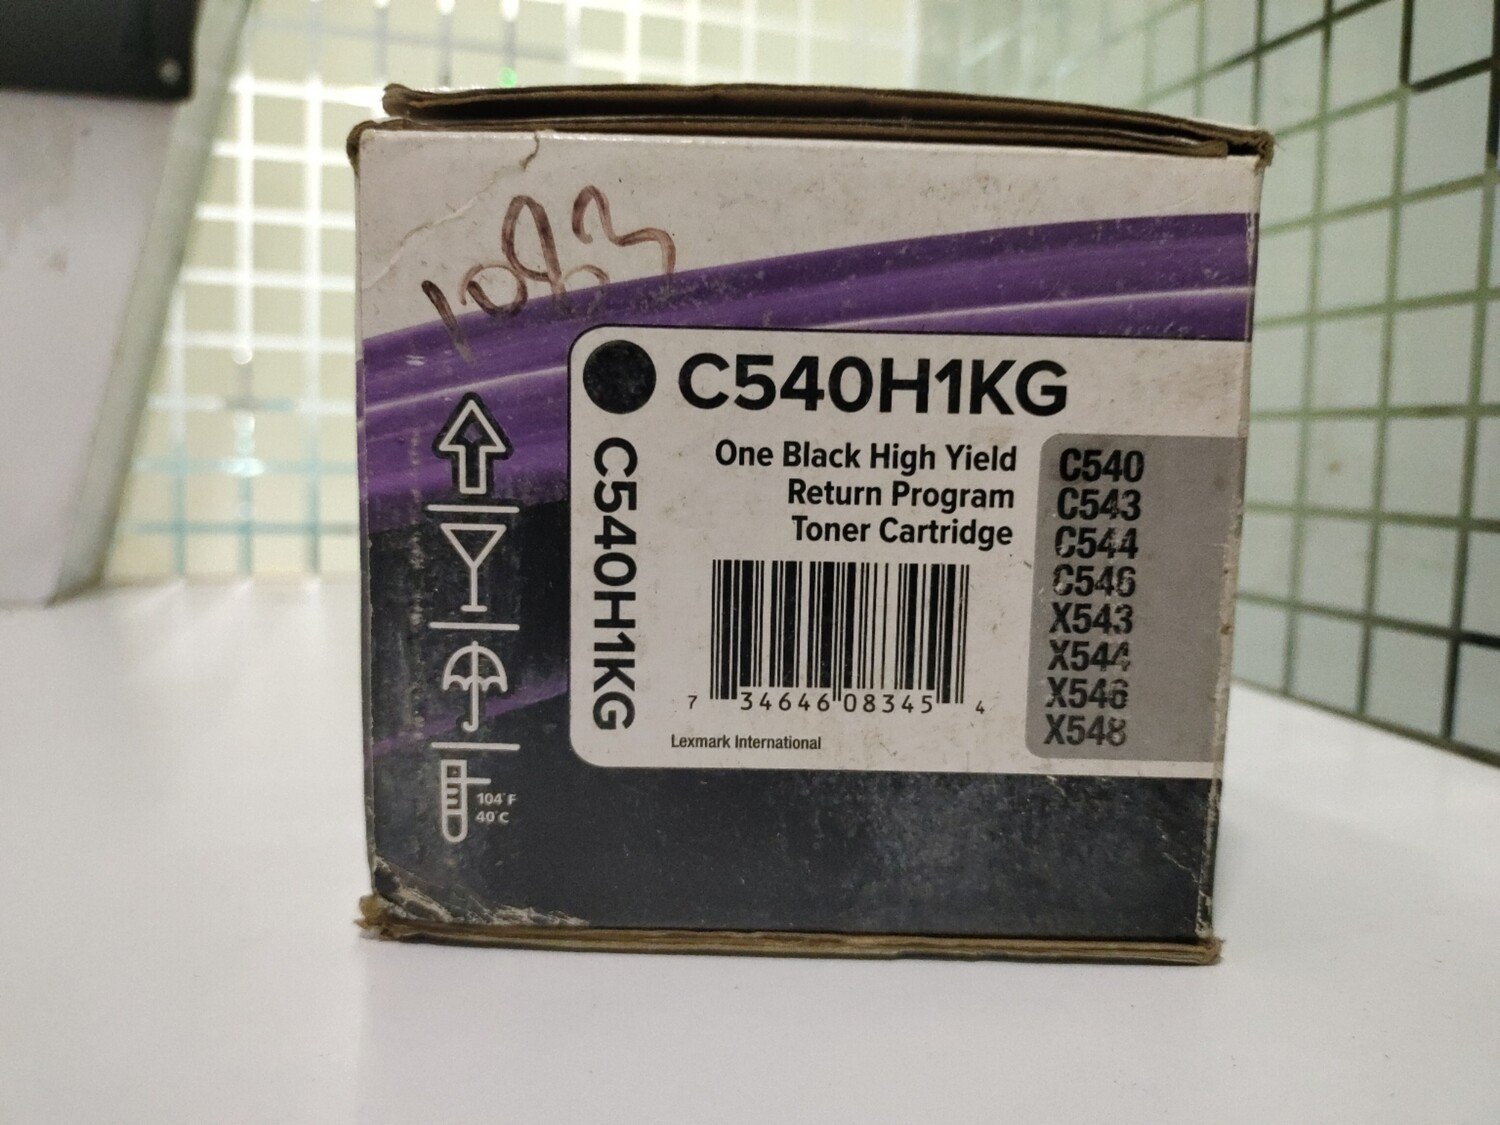 1083
C540H1KG
C540H1KG
One Black High Yield
Return Program
Toner Cartridge
C540
C543
C544
C546
X543
X544
X546
X548
7 34646 08345 4
Lexmark International
104°F
40°C